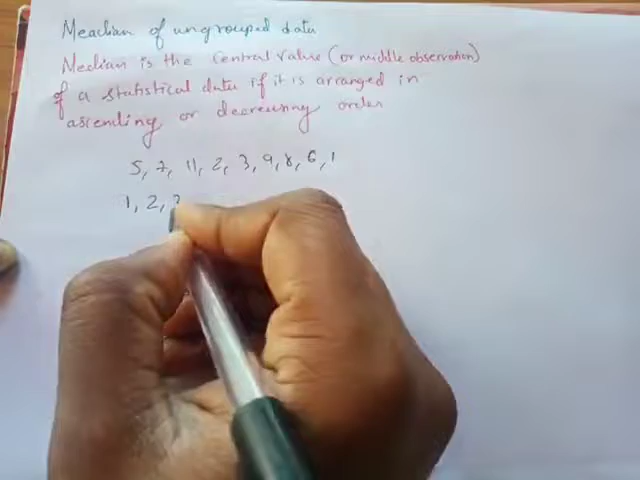 Median of ungrouped data
Median is the Central Value (or middle observation)
of a statistical data if it is arranged in
ascending or decreasing order
5, 7, 11, 2, 3, 9, 8, 6, 1
1, 2, 3